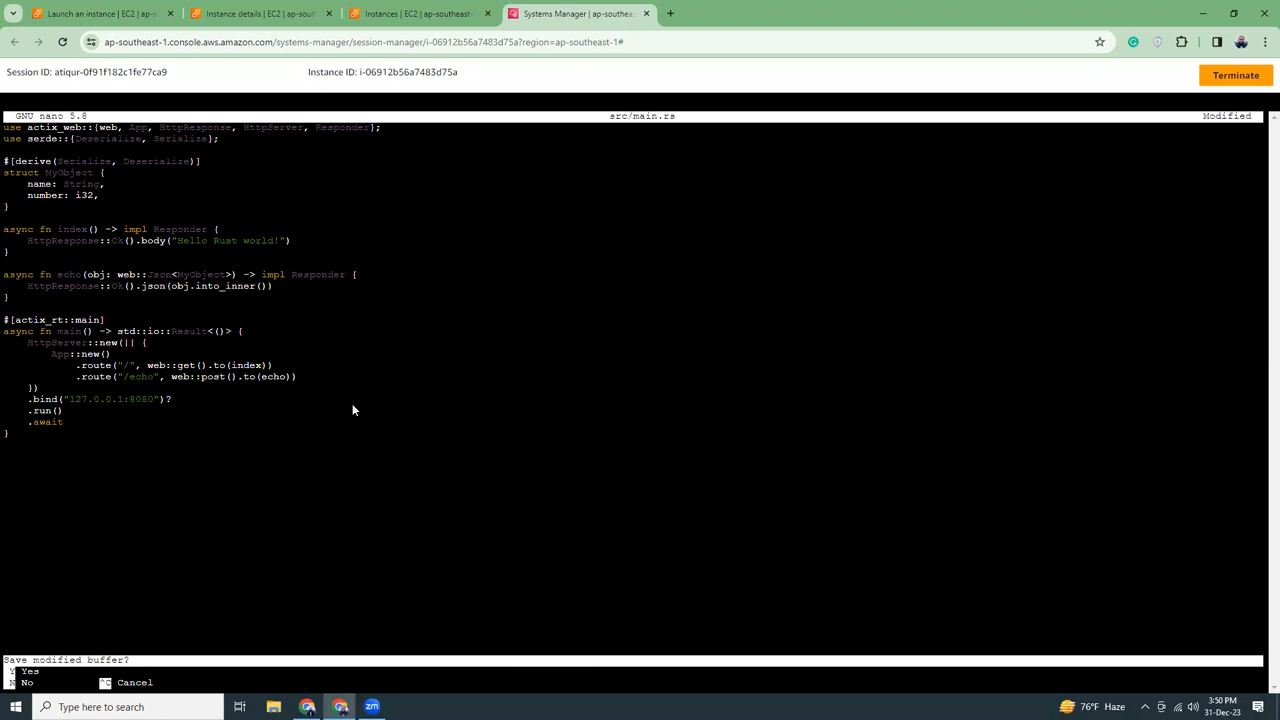 Launch an instance | EC2 | ap-s
Instance details | EC2 | ap-sout
Instances | EC2 | ap-southeast-
Systems Manager | ap-southeas
ap-southeast-1.console.aws.amazon.com/systems-manager/session-manager/i-06912b56a7483d75a?region=ap-southeast-1#
Session ID: atiqur-0f91f182c1fe77ca9
Instance ID: i-06912b56a7483d75a
Terminate
GNU nano 5.8
src/main.rs
Modified
use actix_web::{web, App, HttpResponse, HttpServer, Responder};
use serde::{Deserialize, Serialize};
#[derive(Serialize, Deserialize)]
struct MyObject {
name: String,
number: i32,
}
async fn index() -> impl Responder {
HttpResponse::Ok().body("Hello Rust world!")
}
async fn echo(obj: web::Json<MyObject>) -> impl Responder {
HttpResponse::Ok().json(obj.into_inner())
}
#[actix_rt::main]
async fn main() -> std::io::Result<()> {
HttpServer::new(|| {
App::new()
.route("/", web::get().to(index))
.route("/echo", web::post().to(echo))
})
.bind("127.0.0.1:8080")?
.run()
.await
}
Save modified buffer?
Y Yes
N No
^C Cancel
Type here to search
76°F Haze
3:50 PM
31-Dec-23